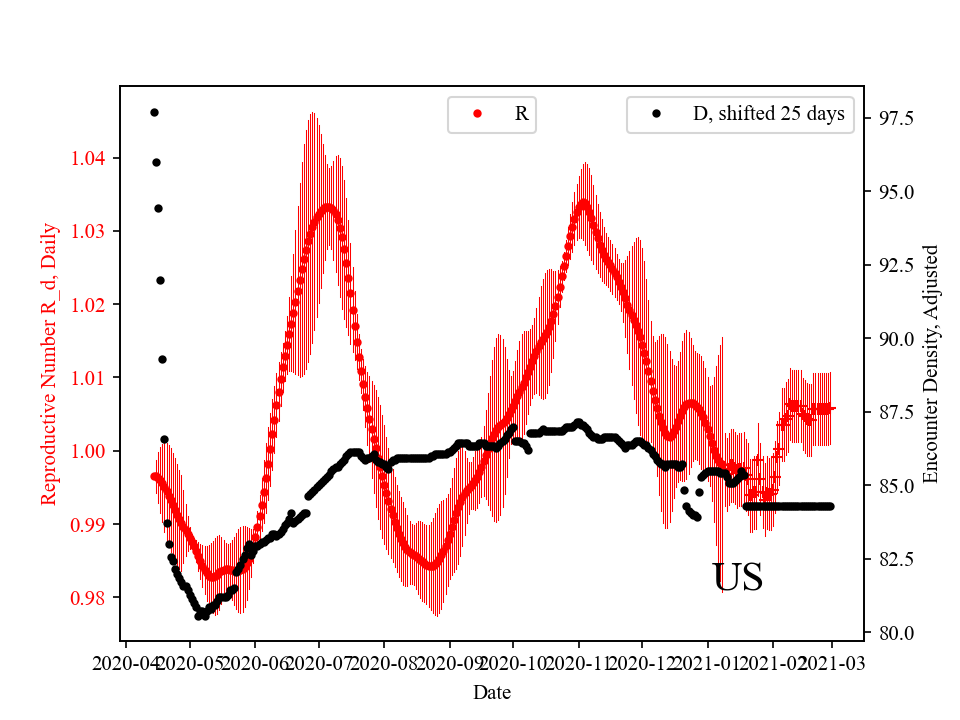 R
D, shifted 25 days
1.04
1.03
1.02
1.01
1.00
0.99
0.98
Reproductive Number R_d, Daily
97.5
95.0
92.5
90.0
87.5
85.0
82.5
80.0
Encounter Density, Adjusted
US
2020-04 2020-05 2020-06 2020-07 2020-08 2020-09 2020-10 2020-11 2020-12 2021-01 2021-02 2021-03
Date